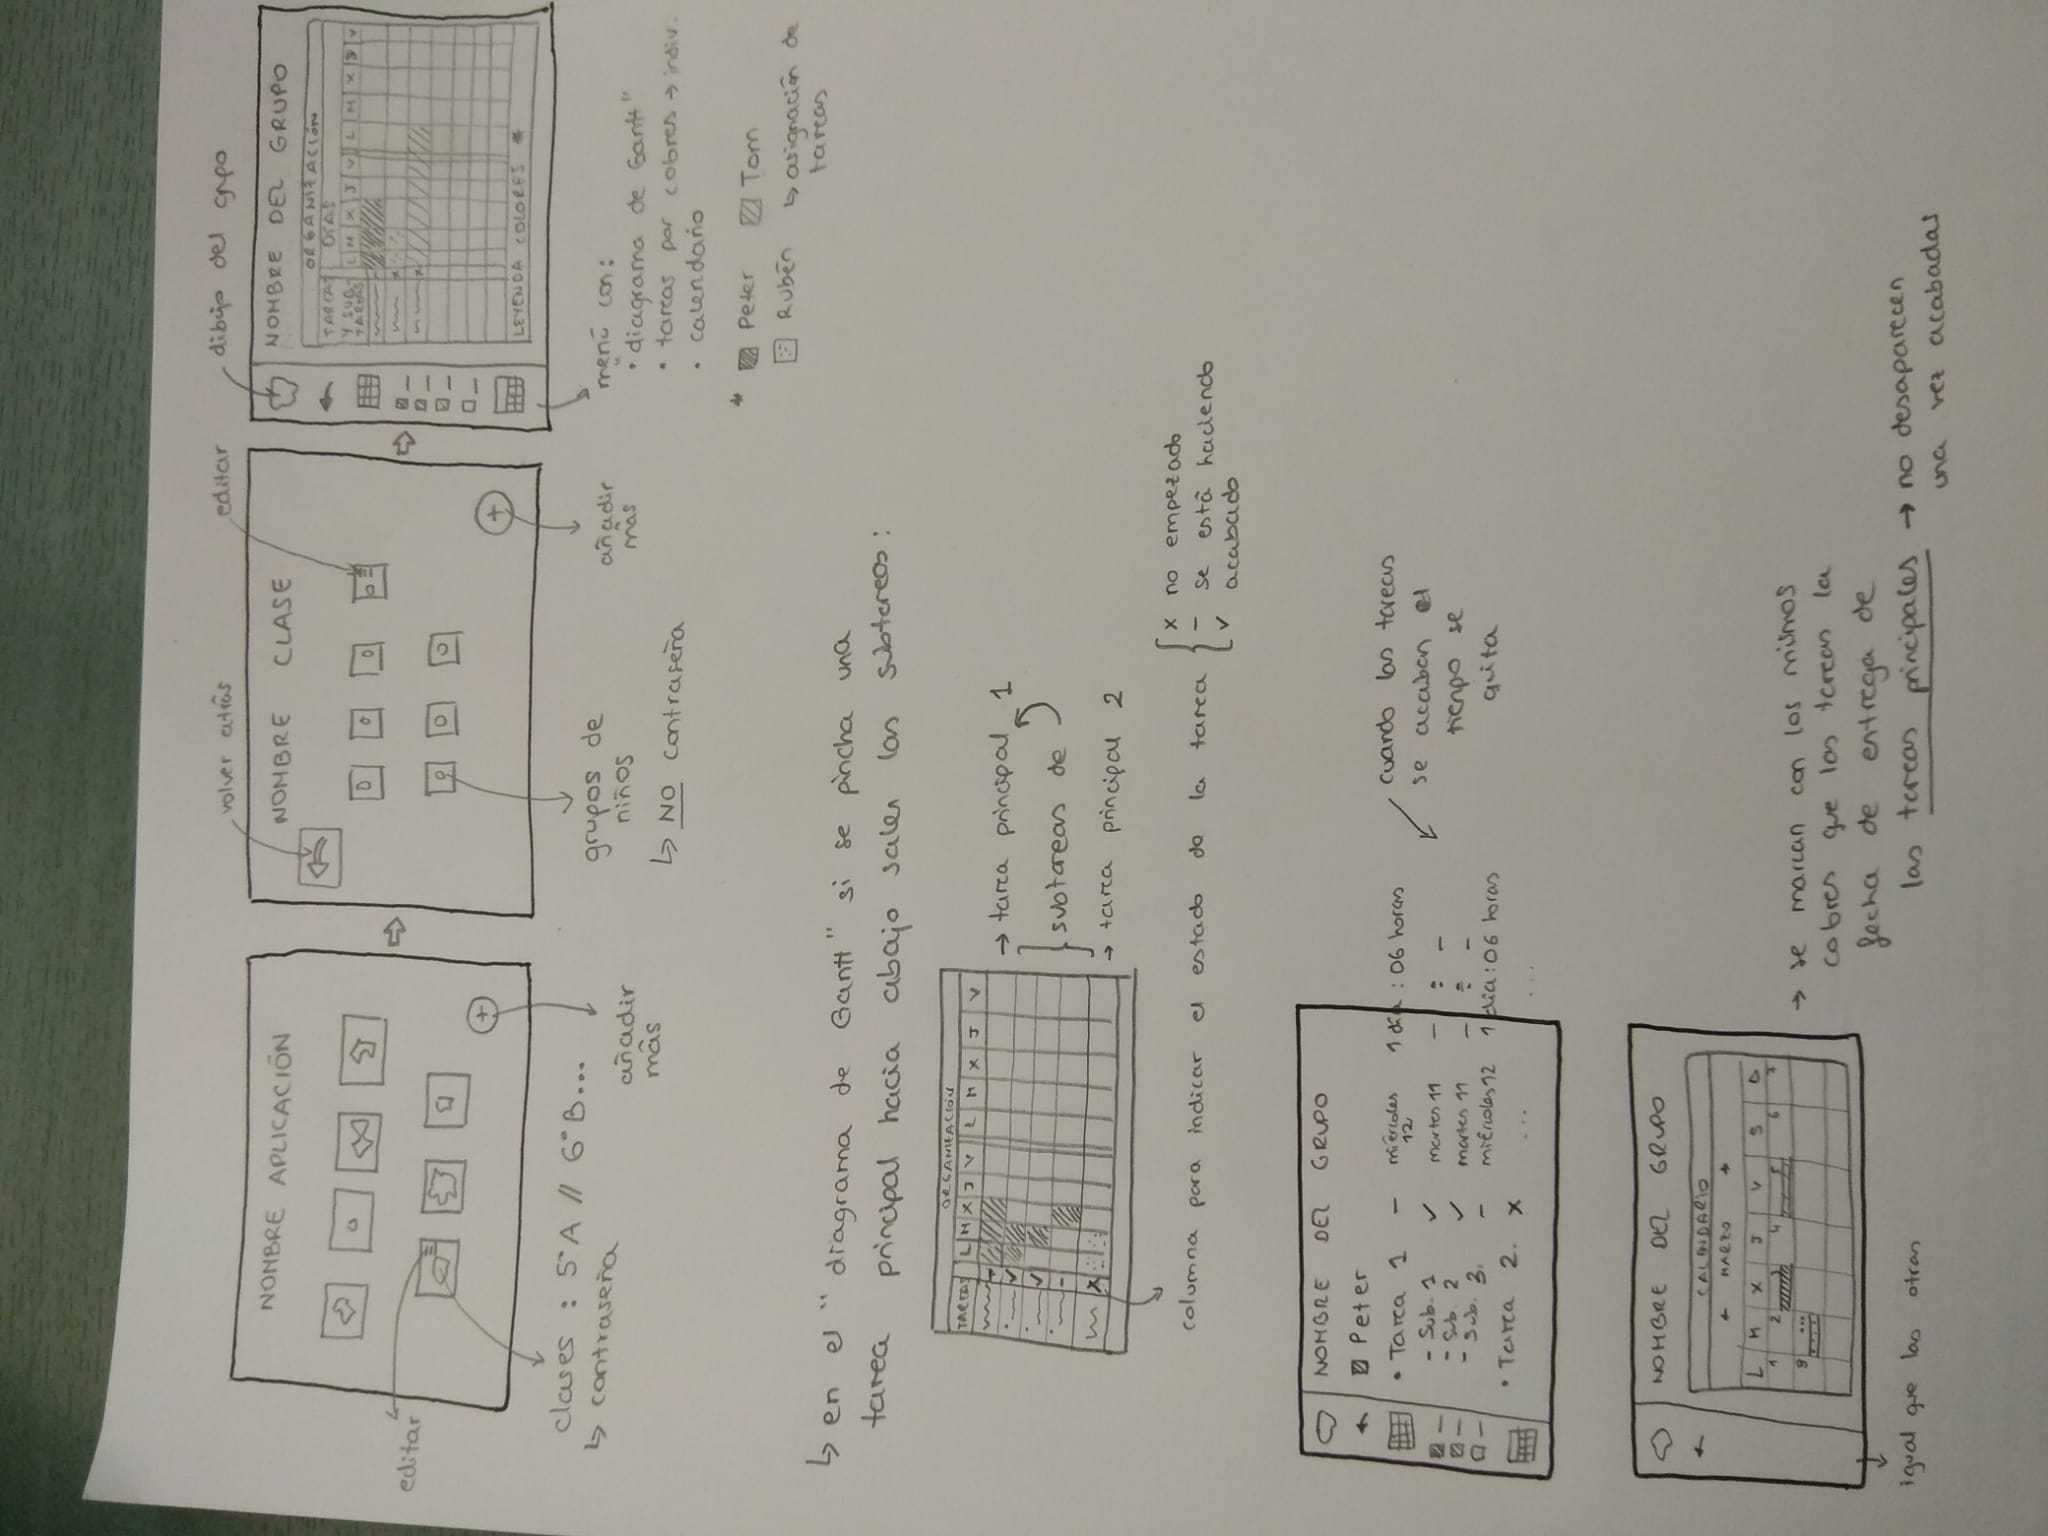 volver atrás
editar
dibujo del grupo
NOMBRE APLICACIÓN
editar
clases : 5ºA // 6ºB...
↳ contraseña
añadir
más
NOMBRE CLASE
grupos de
niños
↳ NO contraseña
añadir
más
NOMBRE DEL GRUPO
ORGANIZACIÓN
TAREAS
Y SUB-
TAREAS
DÍAS
L M X J V L M X J V
LEYENDA COLORES *
menú con:
• "diagrama de Gantt"
• tareas por colores → indiv.
• calendario
* Peter Tom
Rubén ↳ asignación de
tareas
↳ en el "diagrama de Gantt" si se pincha una
tarea principal hacia abajo salen las subtareas:
ORGANIZACIÓN
TAREAS L M X J V L M X J V
→ tarea principal 1
subtareas de
→ tarea principal 2
columna para indicar el estado de la tarea
x no empezado
- se está haciendo
✓ acabado
NOMBRE DEL GRUPO
Peter
• Tarea 1 - miércoles 12 1 día : 06 horas
- Sub. 1 ✓ martes 11 - : -
- Sub. 2 ✓ martes 11 - : -
- Sub. 3. - miércoles 12 1 día : 06 horas
• Tarea 2. x ... ...
cuando las tareas
se acaban el
tiempo se
quita
NOMBRE DEL GRUPO
CALENDARIO
← MARZO →
L M X J V S D
1 2 3 4 5 6 7
8 ...
igual que las otras
→ se marcan con los mismos
colores que las tareas la
fecha de entrega de
las tareas principales → no desaparecen
una vez acabadas